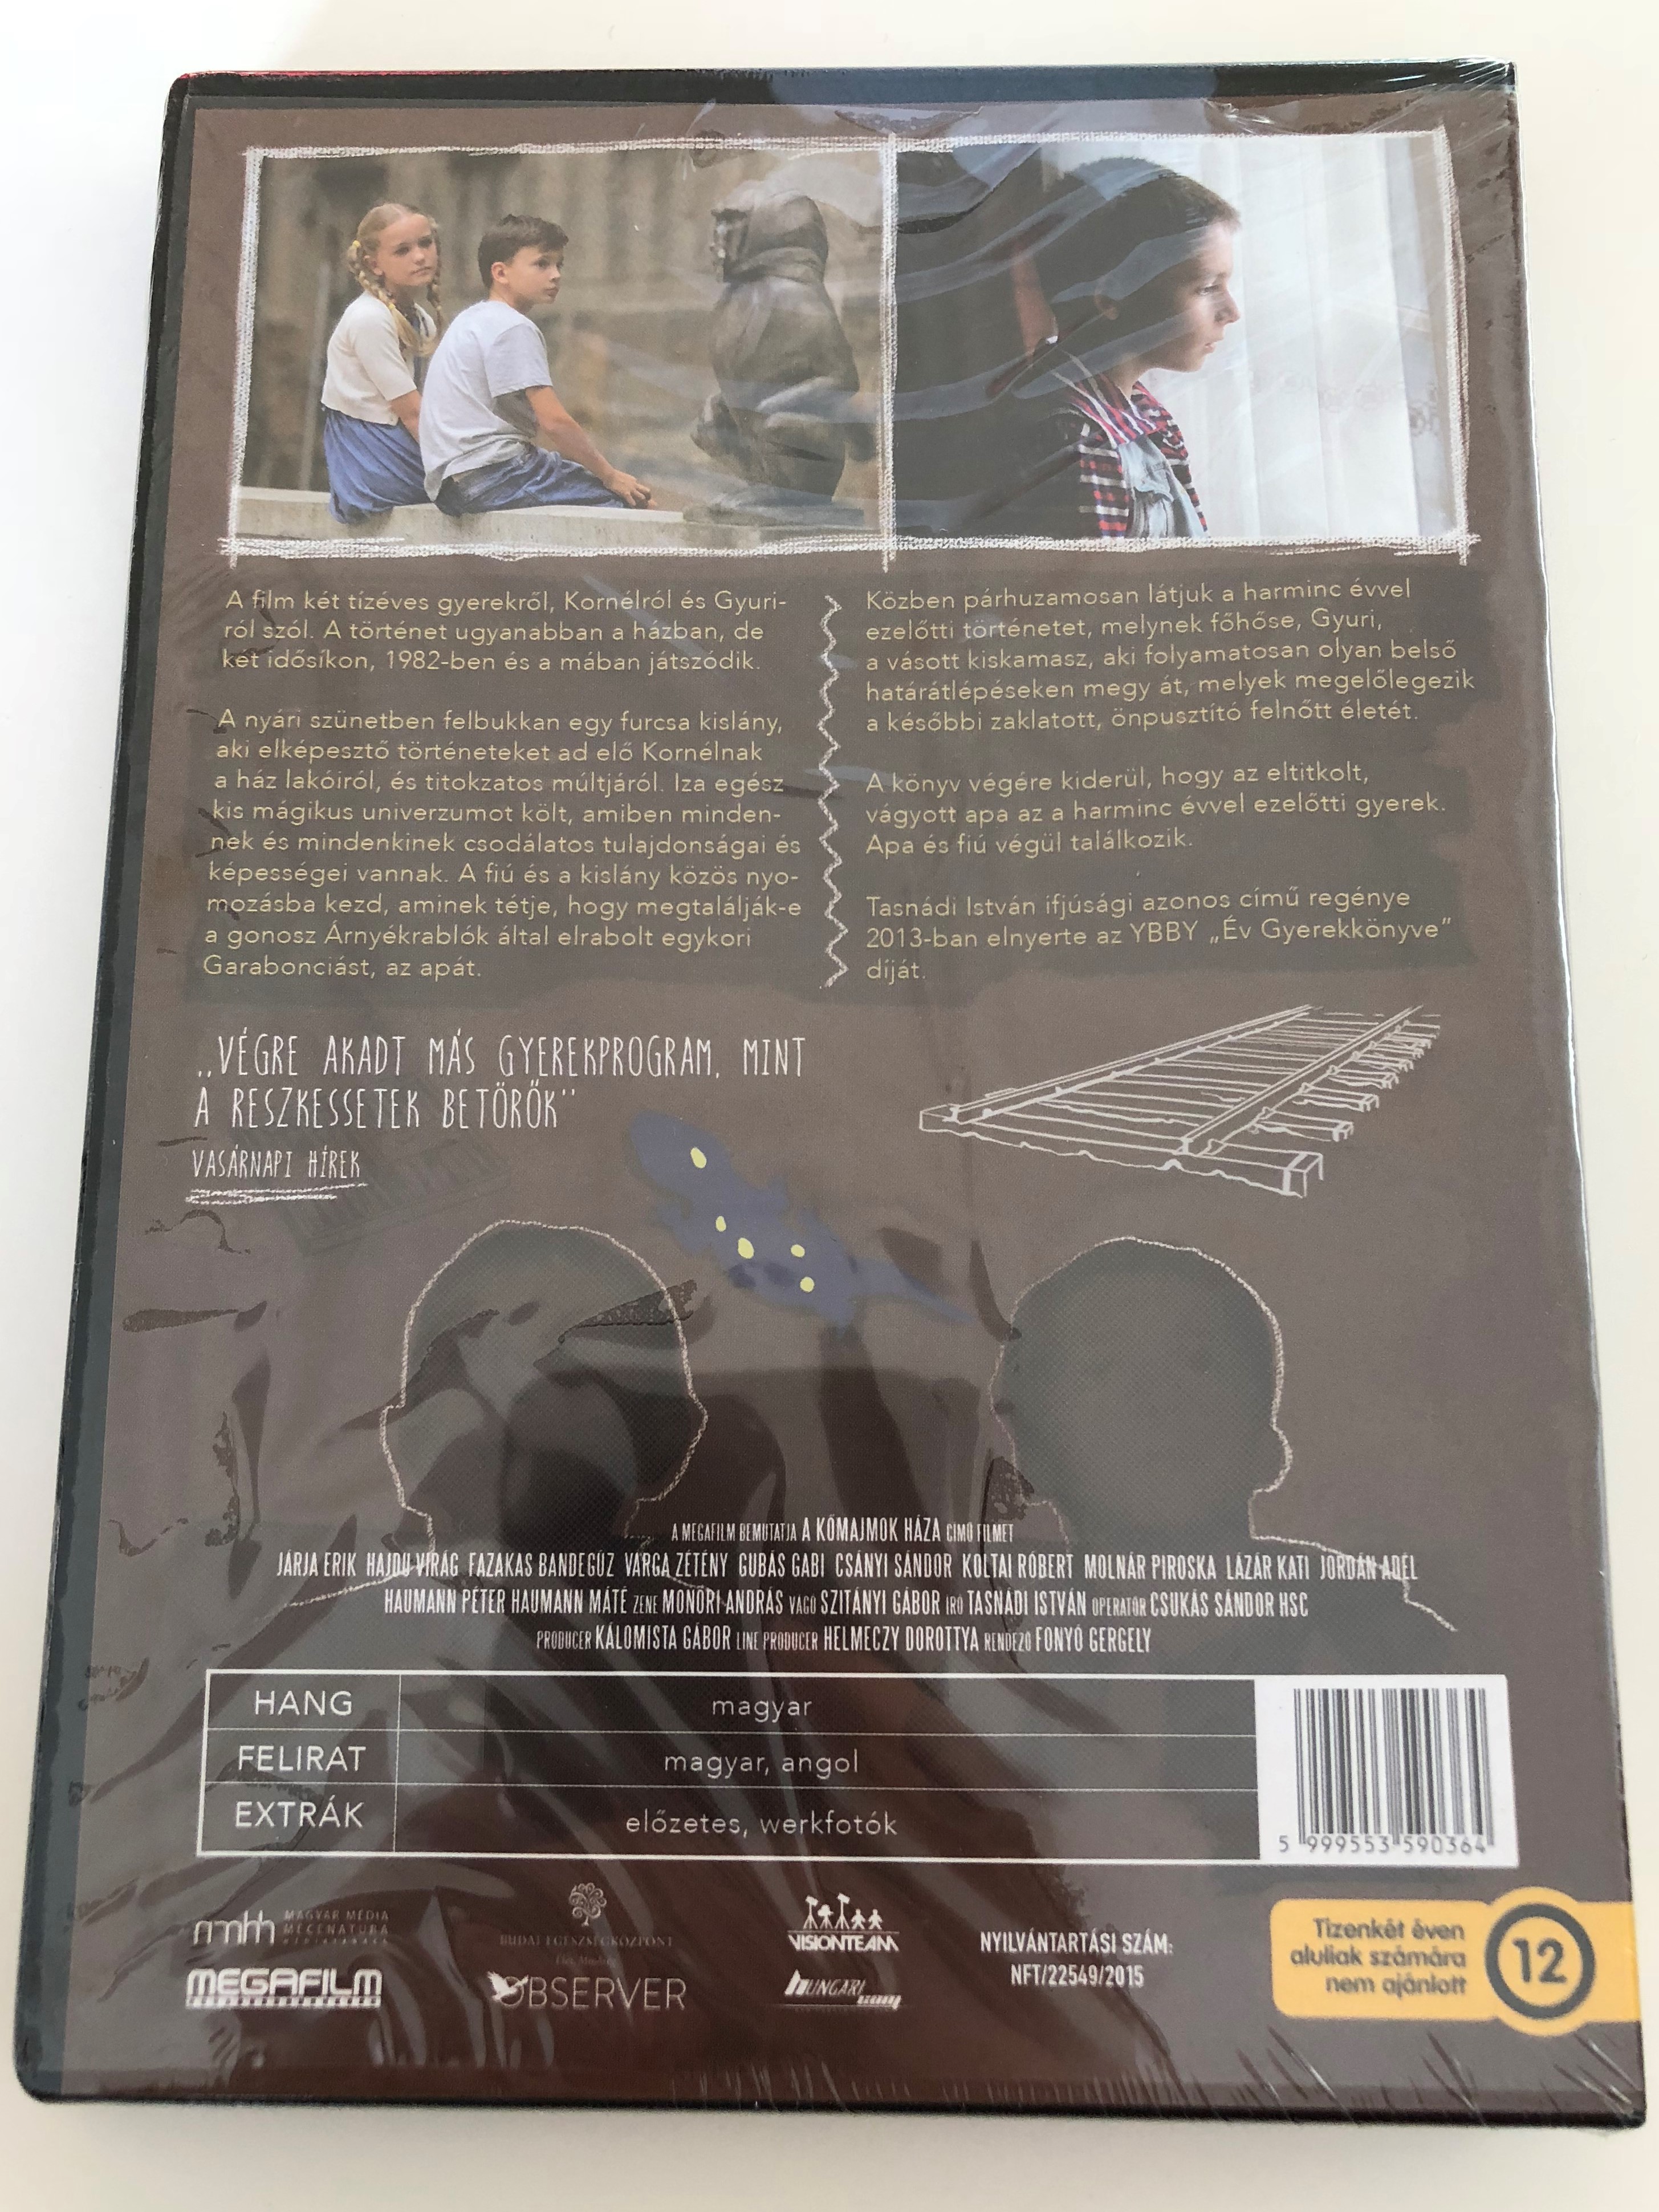 A film két tízéves gyerekről, Kornélról és Gyuri-
ról szól. A történet ugyanabban a házban, de
két idősíkon, 1982-ben és a mában játszódik.
A nyári szünetben felbukkan egy furcsa kislány,
aki elképesztő történeteket ad elő Kornélnak
a ház lakóiról, és titokzatos múltjáról. Iza egész
kis mágikus univerzumot költ, amiben minden-
nek és mindenkinek csodálatos tulajdonságai és
képességei vannak. A fiú és a kislány közös nyo-
mozásba kezd, aminek tétje, hogy megtalálják-e
a gonosz Árnyékrablók által elrabolt egykori
Garabonciást, az apát.
Közben párhuzamosan látjuk a harminc évvel
ezelőtti történetet, melynek főhőse, Gyuri,
a vásott kiskamasz, aki folyamatosan olyan belső
határátlépéseken megy át, melyek megelőlegezik
a későbbi zaklatott, önpusztító felnőtt életét.
A könyv végére kiderül, hogy az eltitkolt,
vágyott apa az a harminc évvel ezelőtti gyerek.
Apa és fiú végül találkozik.
Tasnádi István ifjúsági azonos című regénye
2013-ban elnyerte az YBBY „Év Gyerekkönyve”
díját.
„VÉGRE AKADT MÁS GYEREKPROGRAM, MINT
A RESZKESSETEK BETÖRŐK"
VASÁRNAPI HÍREK
A MEGAFILM BEMUTATJA A KŐMAJMOK HÁZA CÍMŰ FILMET
JÁRJA ERIK HAJDU VIRÁG FAZAKAS BANDEGÚZ VARGA ZÉTÉNY GUBÁS GABI CSÁNYI SÁNDOR KOLTAI RÓBERT MOLNÁR PIROSKA LÁZÁR KATI JORDÁN ADÉL
HAUMANN PÉTER HAUMANN MÁTÉ ZENE MONORI ANDRÁS VÁGÓ SZITÁNYI GÁBOR ÍRÓ TASNÁDI ISTVÁN OPERATŐR CSUKÁS SÁNDOR HSC
PRODUCER KÁLOMISTA GÁBOR LINE PRODUCER HELMECZY DOROTTYA RENDEZŐ FONYÓ GERGELY
HANG magyar
FELIRAT magyar, angol
EXTRÁK előzetes, werkfotók
5 999553 590364
nmhh MAGYAR MÉDIA
MECENATÚRA
MEGAFILM
BUDAI EGÉSZSÉGKÖZPONT
OBSERVER
VISIONTEAM
NYILVÁNTARTÁSI SZÁM:
NFT/22549/2015
Tizenkét éven
aluliak számára
nem ajánlott
12